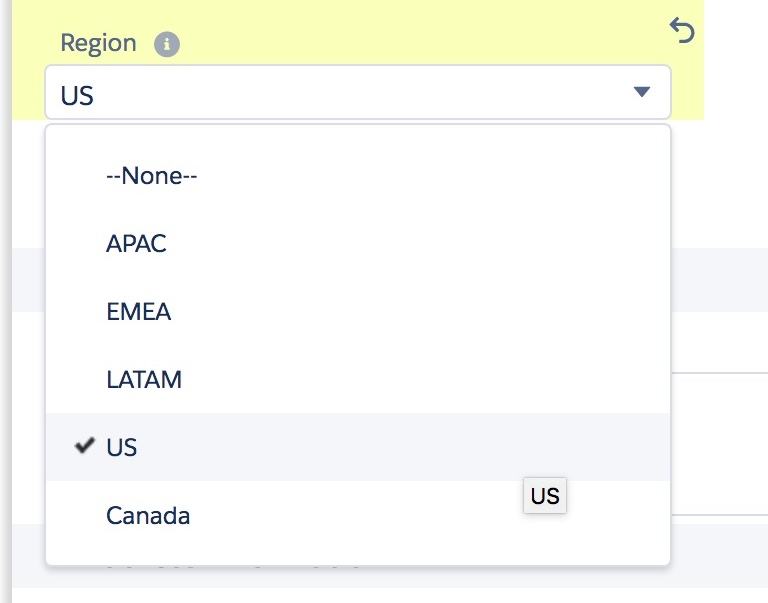 Region
US
--None--
APAC
EMEA
LATAM
US
US
Canada